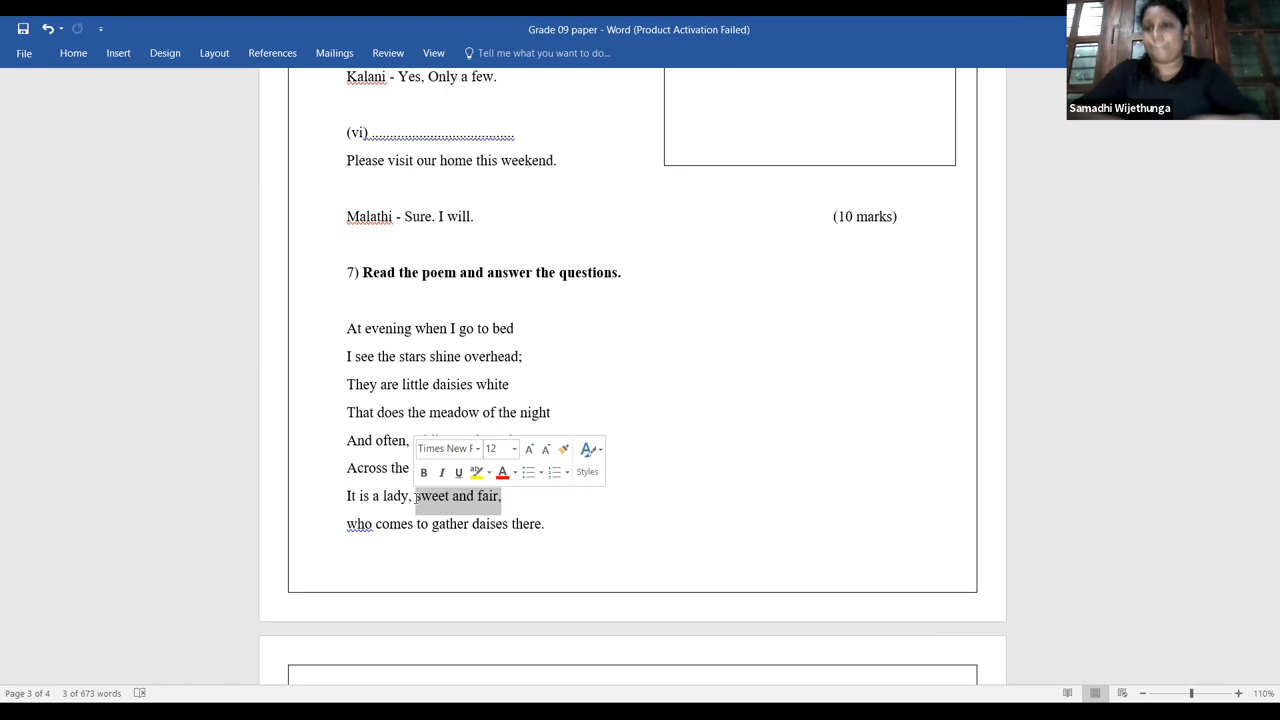 Grade 09 paper - Word (Product Activation Failed)
File Home Insert Design Layout References Mailings Review View Tell me what you want to do...
Samadhi Wijethunga
Kalani - Yes, Only a few.
(vi) ......................................
Please visit our home this weekend.
Malathi - Sure. I will. (10 marks)
7) Read the poem and answer the questions.
At evening when I go to bed
I see the stars shine overhead;
They are little daisies white
That does the meadow of the night
And often,
Across the
Times New F 12
B I U Styles
It is a lady, sweet and fair,
who comes to gather daises there.
Page 3 of 4 3 of 673 words 110%